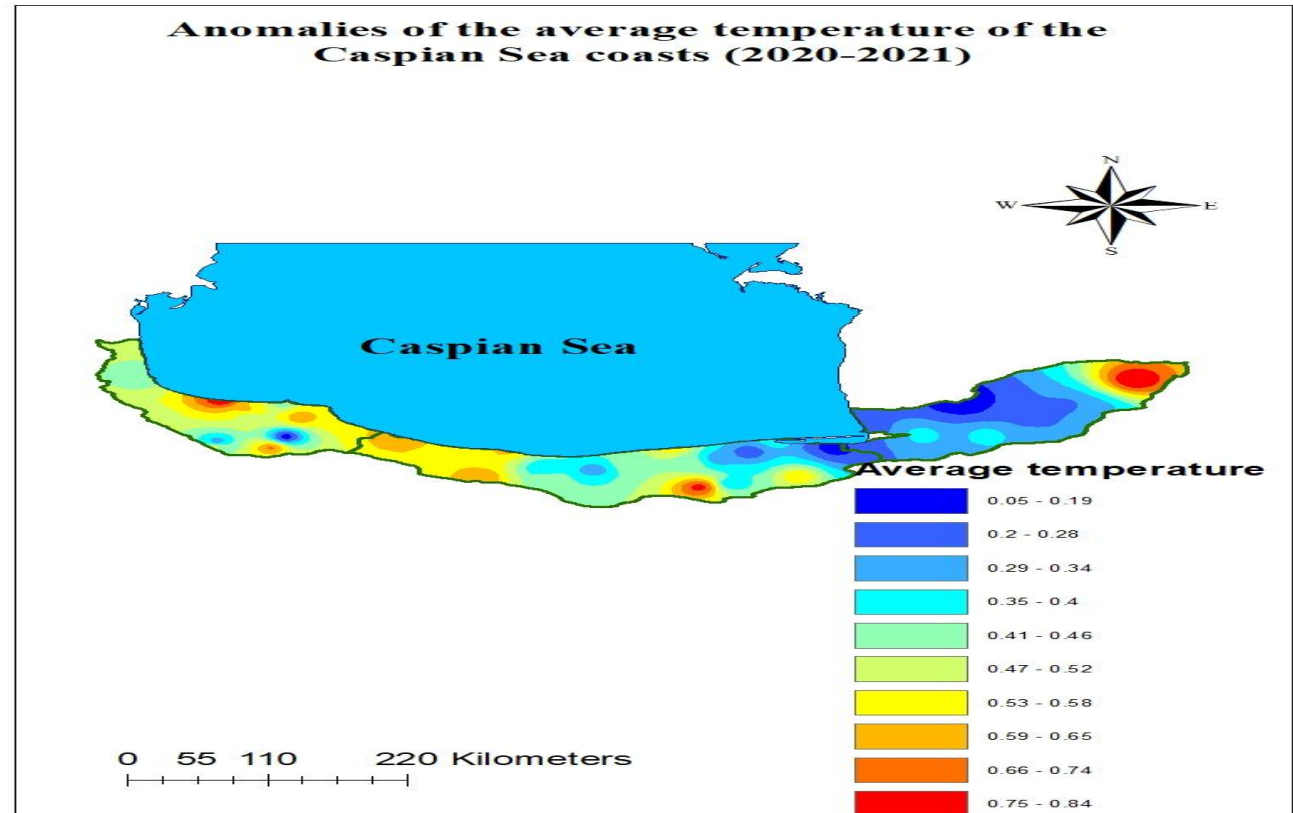 Anomalies of the average temperature of the
Caspian Sea coasts (2020-2021)
N
W E
S
Caspian Sea
Average temperature
0.05 - 0.19
0.2 - 0.28
0.29 - 0.34
0.35 - 0.4
0.41 - 0.46
0.47 - 0.52
0.53 - 0.58
0.59 - 0.65
0.66 - 0.74
0.75 - 0.84
0 55 110 220 Kilometers